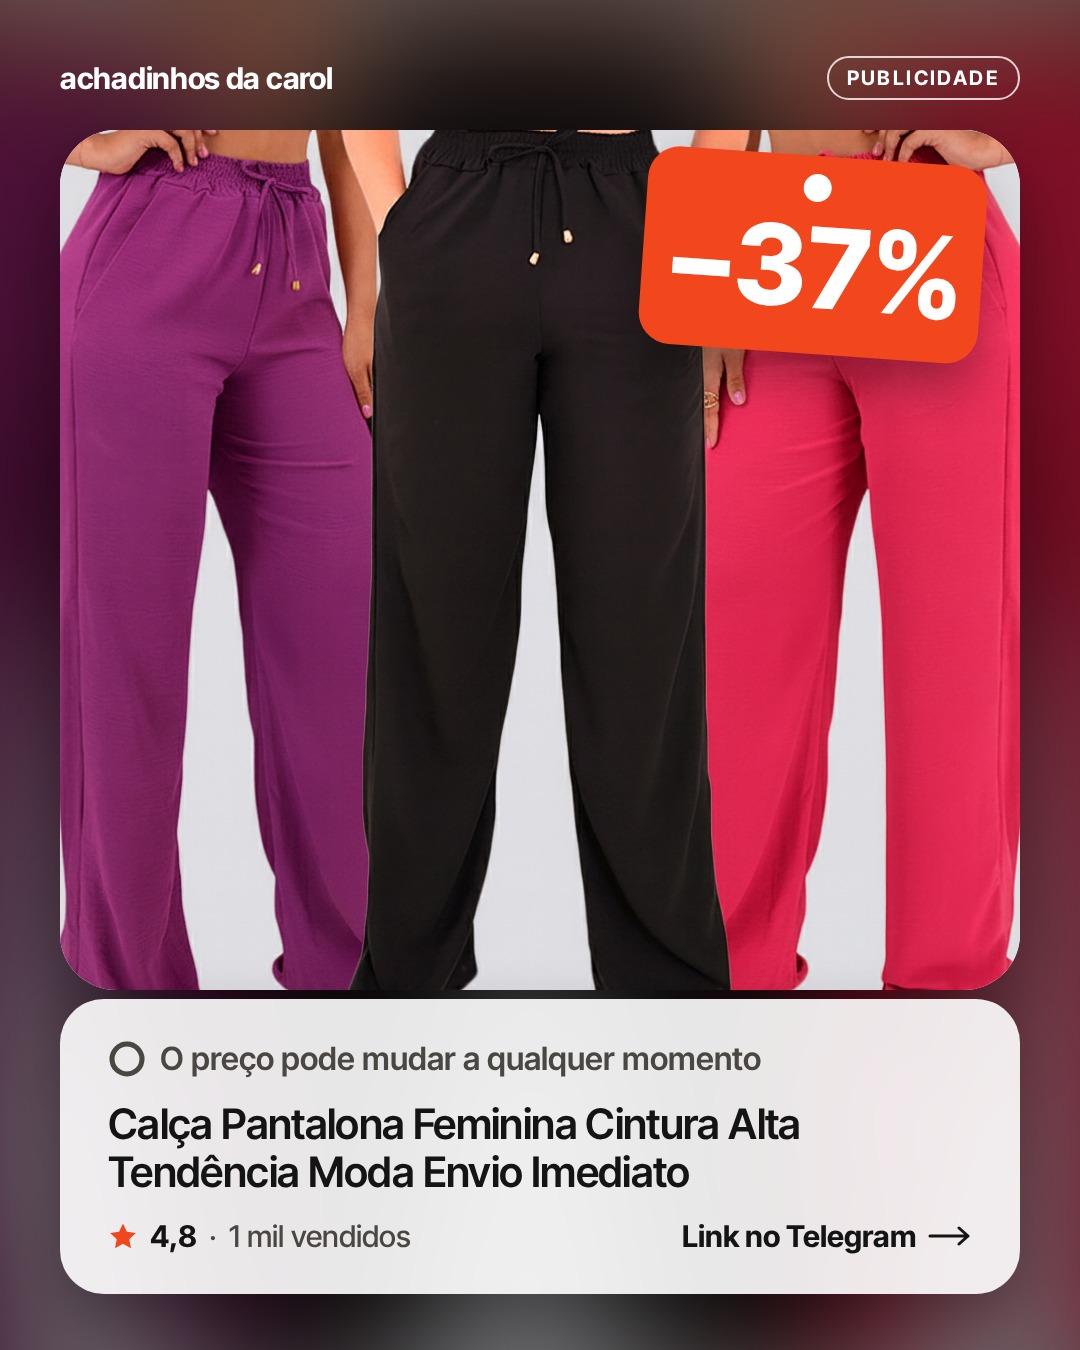 achadinhos da carol
PUBLICIDADE
–37%
O preço pode mudar a qualquer momento
Calça Pantalona Feminina Cintura Alta
Tendência Moda Envio Imediato
4,8 · 1 mil vendidos
Link no Telegram →